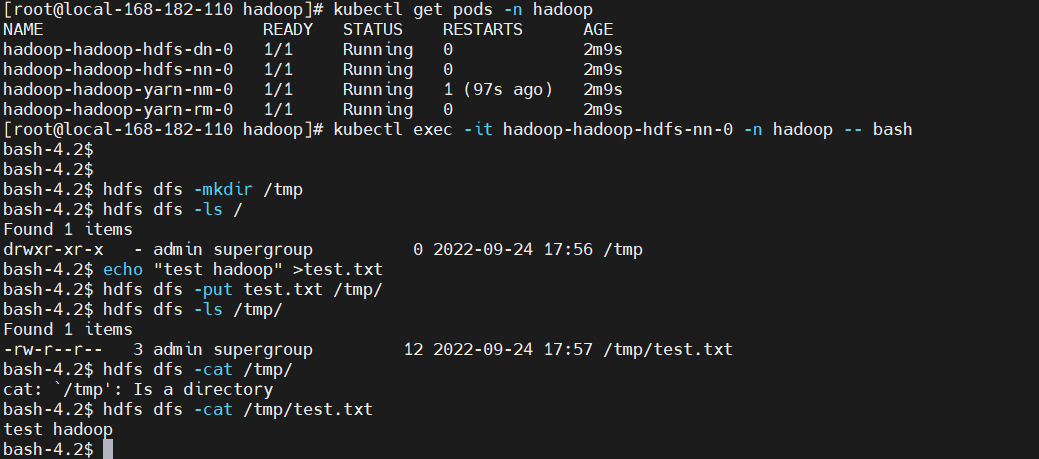 [root@local-168-182-110 hadoop]# kubectl get pods -n hadoop
NAME                      READY   STATUS    RESTARTS      AGE
hadoop-hadoop-hdfs-dn-0   1/1     Running   0             2m9s
hadoop-hadoop-hdfs-nn-0   1/1     Running   0             2m9s
hadoop-hadoop-yarn-nm-0   1/1     Running   1 (97s ago)   2m9s
hadoop-hadoop-yarn-rm-0   1/1     Running   0             2m9s
[root@local-168-182-110 hadoop]# kubectl exec -it hadoop-hadoop-hdfs-nn-0 -n hadoop -- bash
bash-4.2$
bash-4.2$
bash-4.2$ hdfs dfs -mkdir /tmp
bash-4.2$ hdfs dfs -ls /
Found 1 items
drwxr-xr-x   - admin supergroup          0 2022-09-24 17:56 /tmp
bash-4.2$ echo "test hadoop" >test.txt
bash-4.2$ hdfs dfs -put test.txt /tmp/
bash-4.2$ hdfs dfs -ls /tmp/
Found 1 items
-rw-r--r--   3 admin supergroup         12 2022-09-24 17:57 /tmp/test.txt
bash-4.2$ hdfs dfs -cat /tmp/
cat: `/tmp': Is a directory
bash-4.2$ hdfs dfs -cat /tmp/test.txt
test hadoop
bash-4.2$